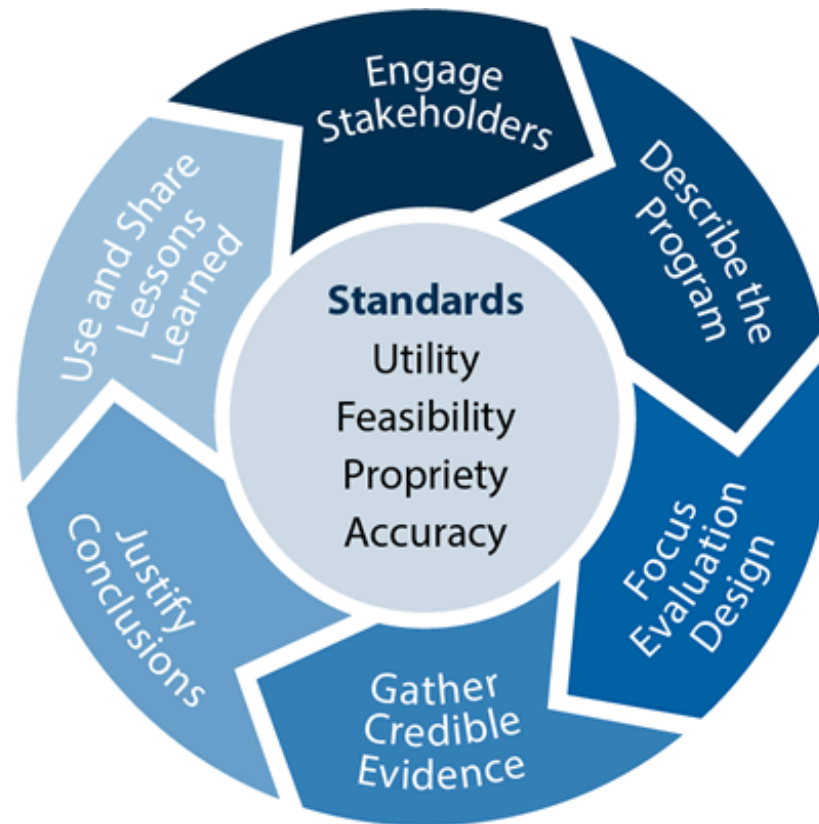 Engage
Stakeholders
Describe the
Program
Focus
Evaluation
Design
Gather
Credible
Evidence
Justify
Conclusions
Use and Share
Lessons
Learned
Standards
Utility
Feasibility
Propriety
Accuracy